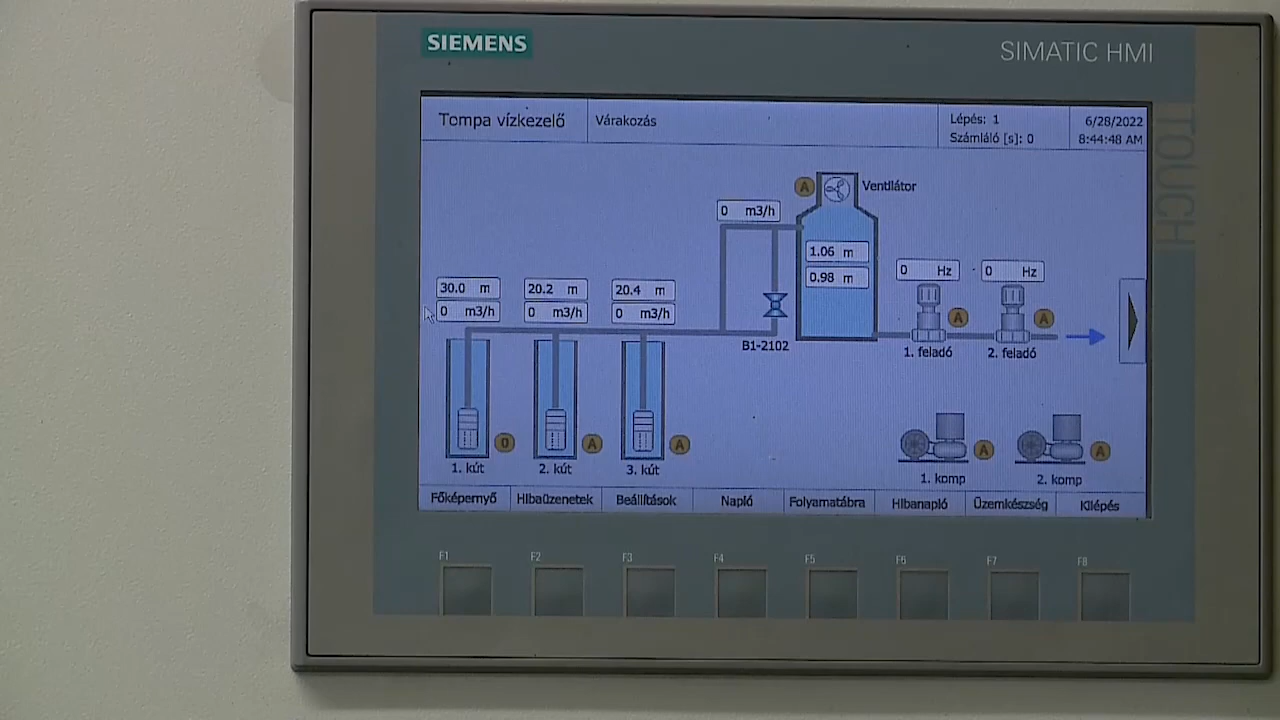 SIEMENS
SIMATIC HMI
TOUCH
Tompa vízkezelő
Várakozás
Lépés: 1
Számláló [s]: 0
6/28/2022
8:44:48 AM
A
Ventilátor
0 m3/h
1.06 m
0.98 m
0 Hz
0 Hz
30.0 m
20.2 m
20.4 m
0 m3/h
0 m3/h
0 m3/h
A
A
B1-2102
1. feladó
2. feladó
0
A
A
A
A
1. kút
2. kút
3. kút
1. komp
2. komp
Főképernyő
Hibaüzenetek
Beállítások
Napló
Folyamatábra
Hibanapló
Üzemkészség
Kilépés
F1
F2
F3
F4
F5
F6
F7
F8